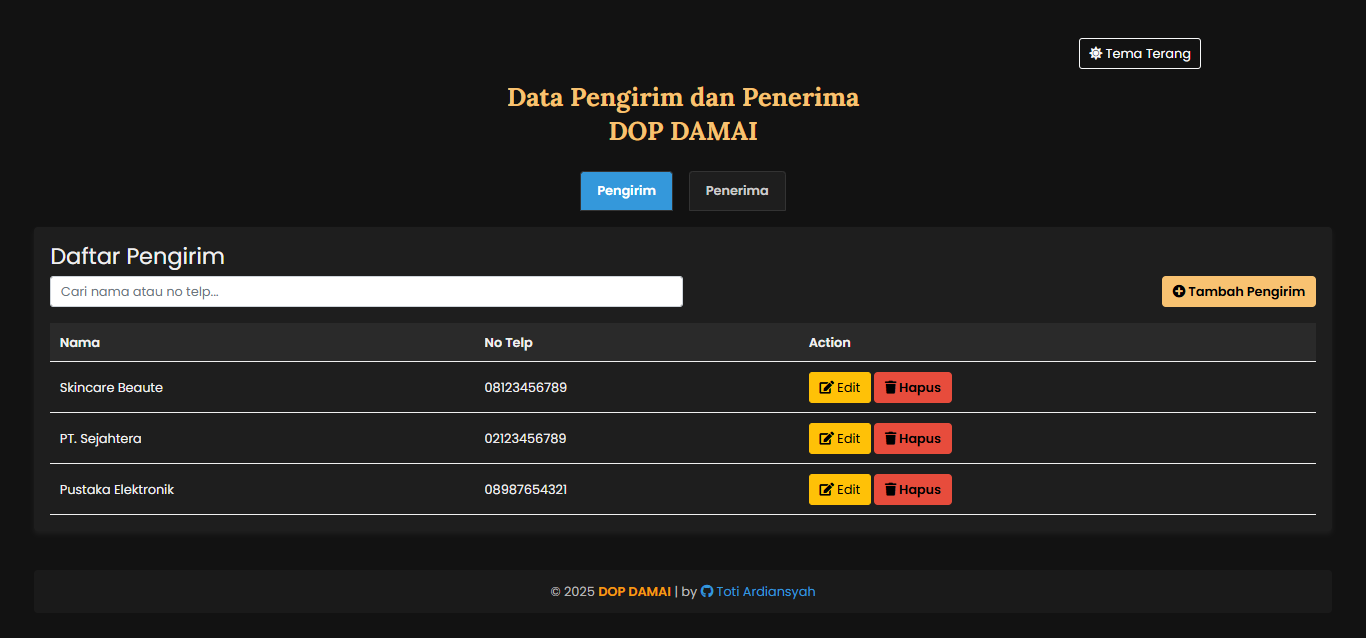 Tema Terang
Data Pengirim dan Penerima
DOP DAMAI
Pengirim Penerima
Daftar Pengirim
Cari nama atau no telp...
Tambah Pengirim
Nama No Telp Action
Skincare Beaute 08123456789 Edit Hapus
PT. Sejahtera 02123456789 Edit Hapus
Pustaka Elektronik 08987654321 Edit Hapus
© 2025 DOP DAMAI | by Toti Ardiansyah